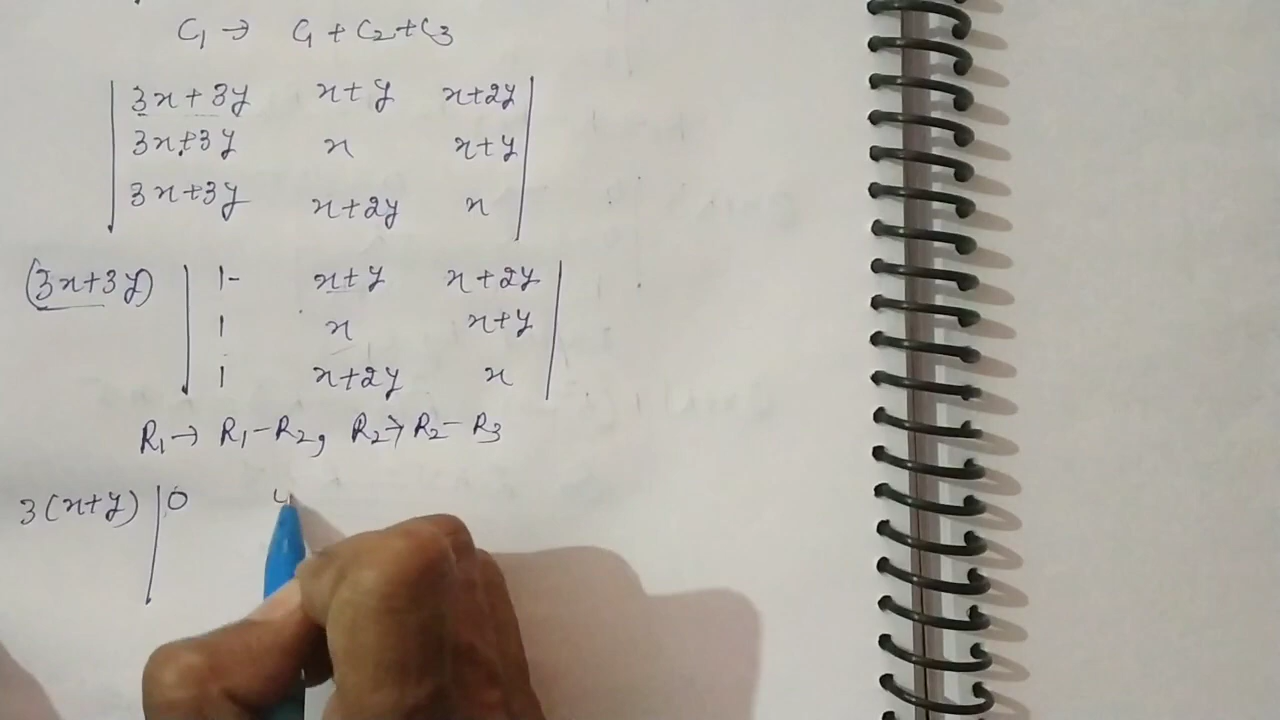 C₁ → C₁ + C₂ + C₃
| 3x+3y x+y x+2y |
| 3x+3y x x+y |
| 3x+3y x+2y x |
(3x+3y) | 1 x+y x+2y |
| 1 x x+y |
| 1 x+2y x |
R₁ → R₁ - R₂, R₂ → R₂ - R₃
3(x+y) | 0 y